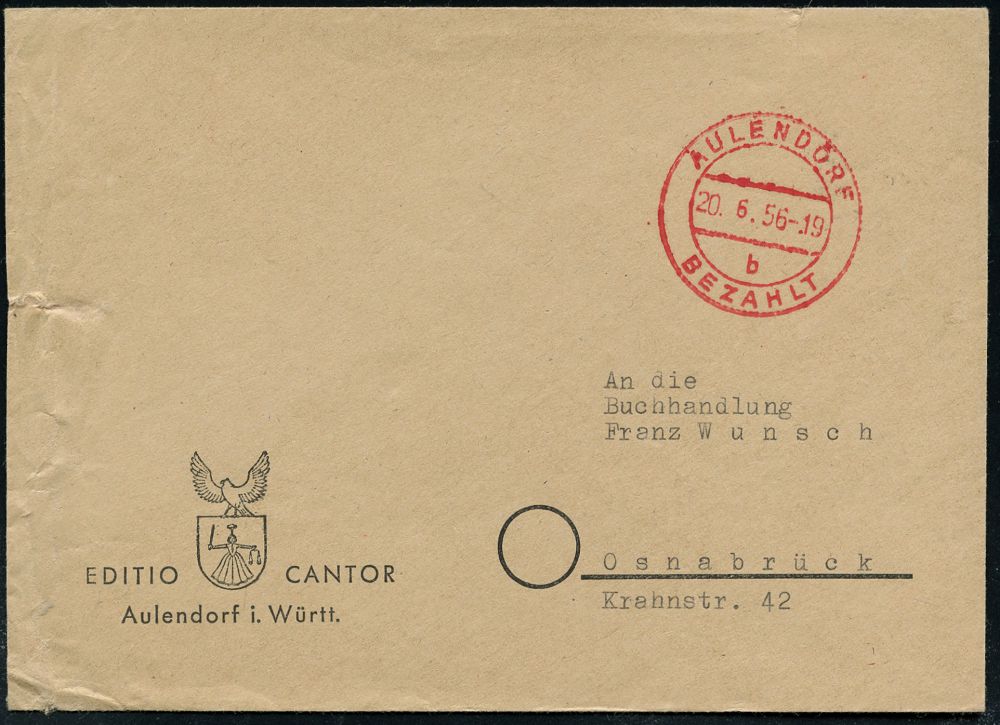 AULENDORF
20. 6. 56-.19
b
BEZAHLT
An die
Buchhandlung
Franz W u n s c h
O s n a b r ü c k
Krahnstr. 42
EDITIO CANTOR
Aulendorf i. Württ.